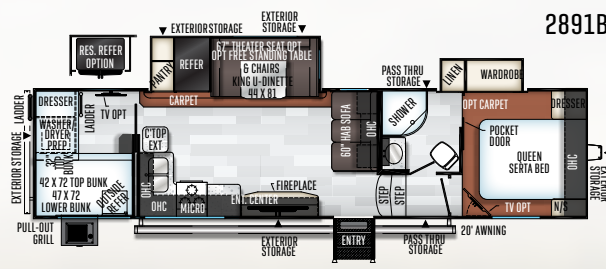 2891B
EXTERIOR STORAGE
EXTERIOR
STORAGE
RES. REFER
OPTION
PANTRY
REFER
67" THEATER SEAT OPT
OPT FREE STANDING TABLE
& CHAIRS
KING U-DINETTE
44 X 81
CARPET
PASS THRU
STORAGE
LINEN
WARDROBE
LADDER
DRESSER
LADDER
TV OPT
WASHER
DRYER
PREP
BUNK
C'TOP
EXT
60" HAB SOFA
OHC
SHOWER
OPT CARPET
DRESSER
POCKET
DOOR
QUEEN
SERTA BED
OHC
EXTERIOR STORAGE
42 X 72 TOP BUNK
47 X 72
LOWER BUNK
OUTSIDE
REFER
OHC
OHC
MICRO
FIREPLACE
ENT. CENTER
STEP
STEP
TV OPT
N/S
EXTERIOR
STORAGE
PULL-OUT
GRILL
EXTERIOR
STORAGE
ENTRY
PASS THRU
STORAGE
20' AWNING